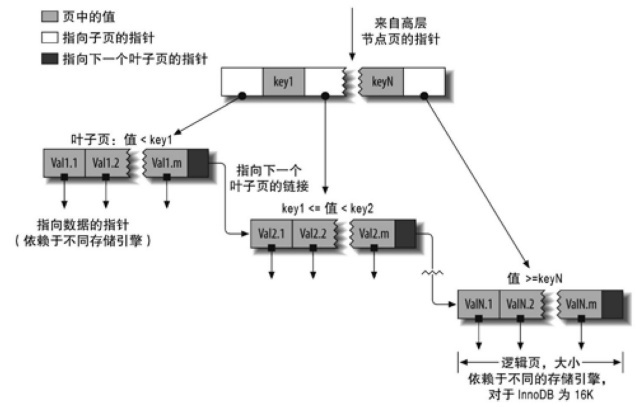 页中的值
指向子页的指针
指向下一个叶子页的指针
来自高层
节点页的指针
key1
keyN
叶子页：值 < key1
Val1.1
Val1.2
Val1.m
指向下一个
叶子页的链接
指向数据的指针
（依赖于不同存储引擎）
key1 <= 值 < key2
Val2.1
Val2.2
Val2.m
值 >=keyN
ValN.1
ValN.2
ValN.m
逻辑页，大小
依赖于不同的存储引擎，
对于 InnoDB 为 16K